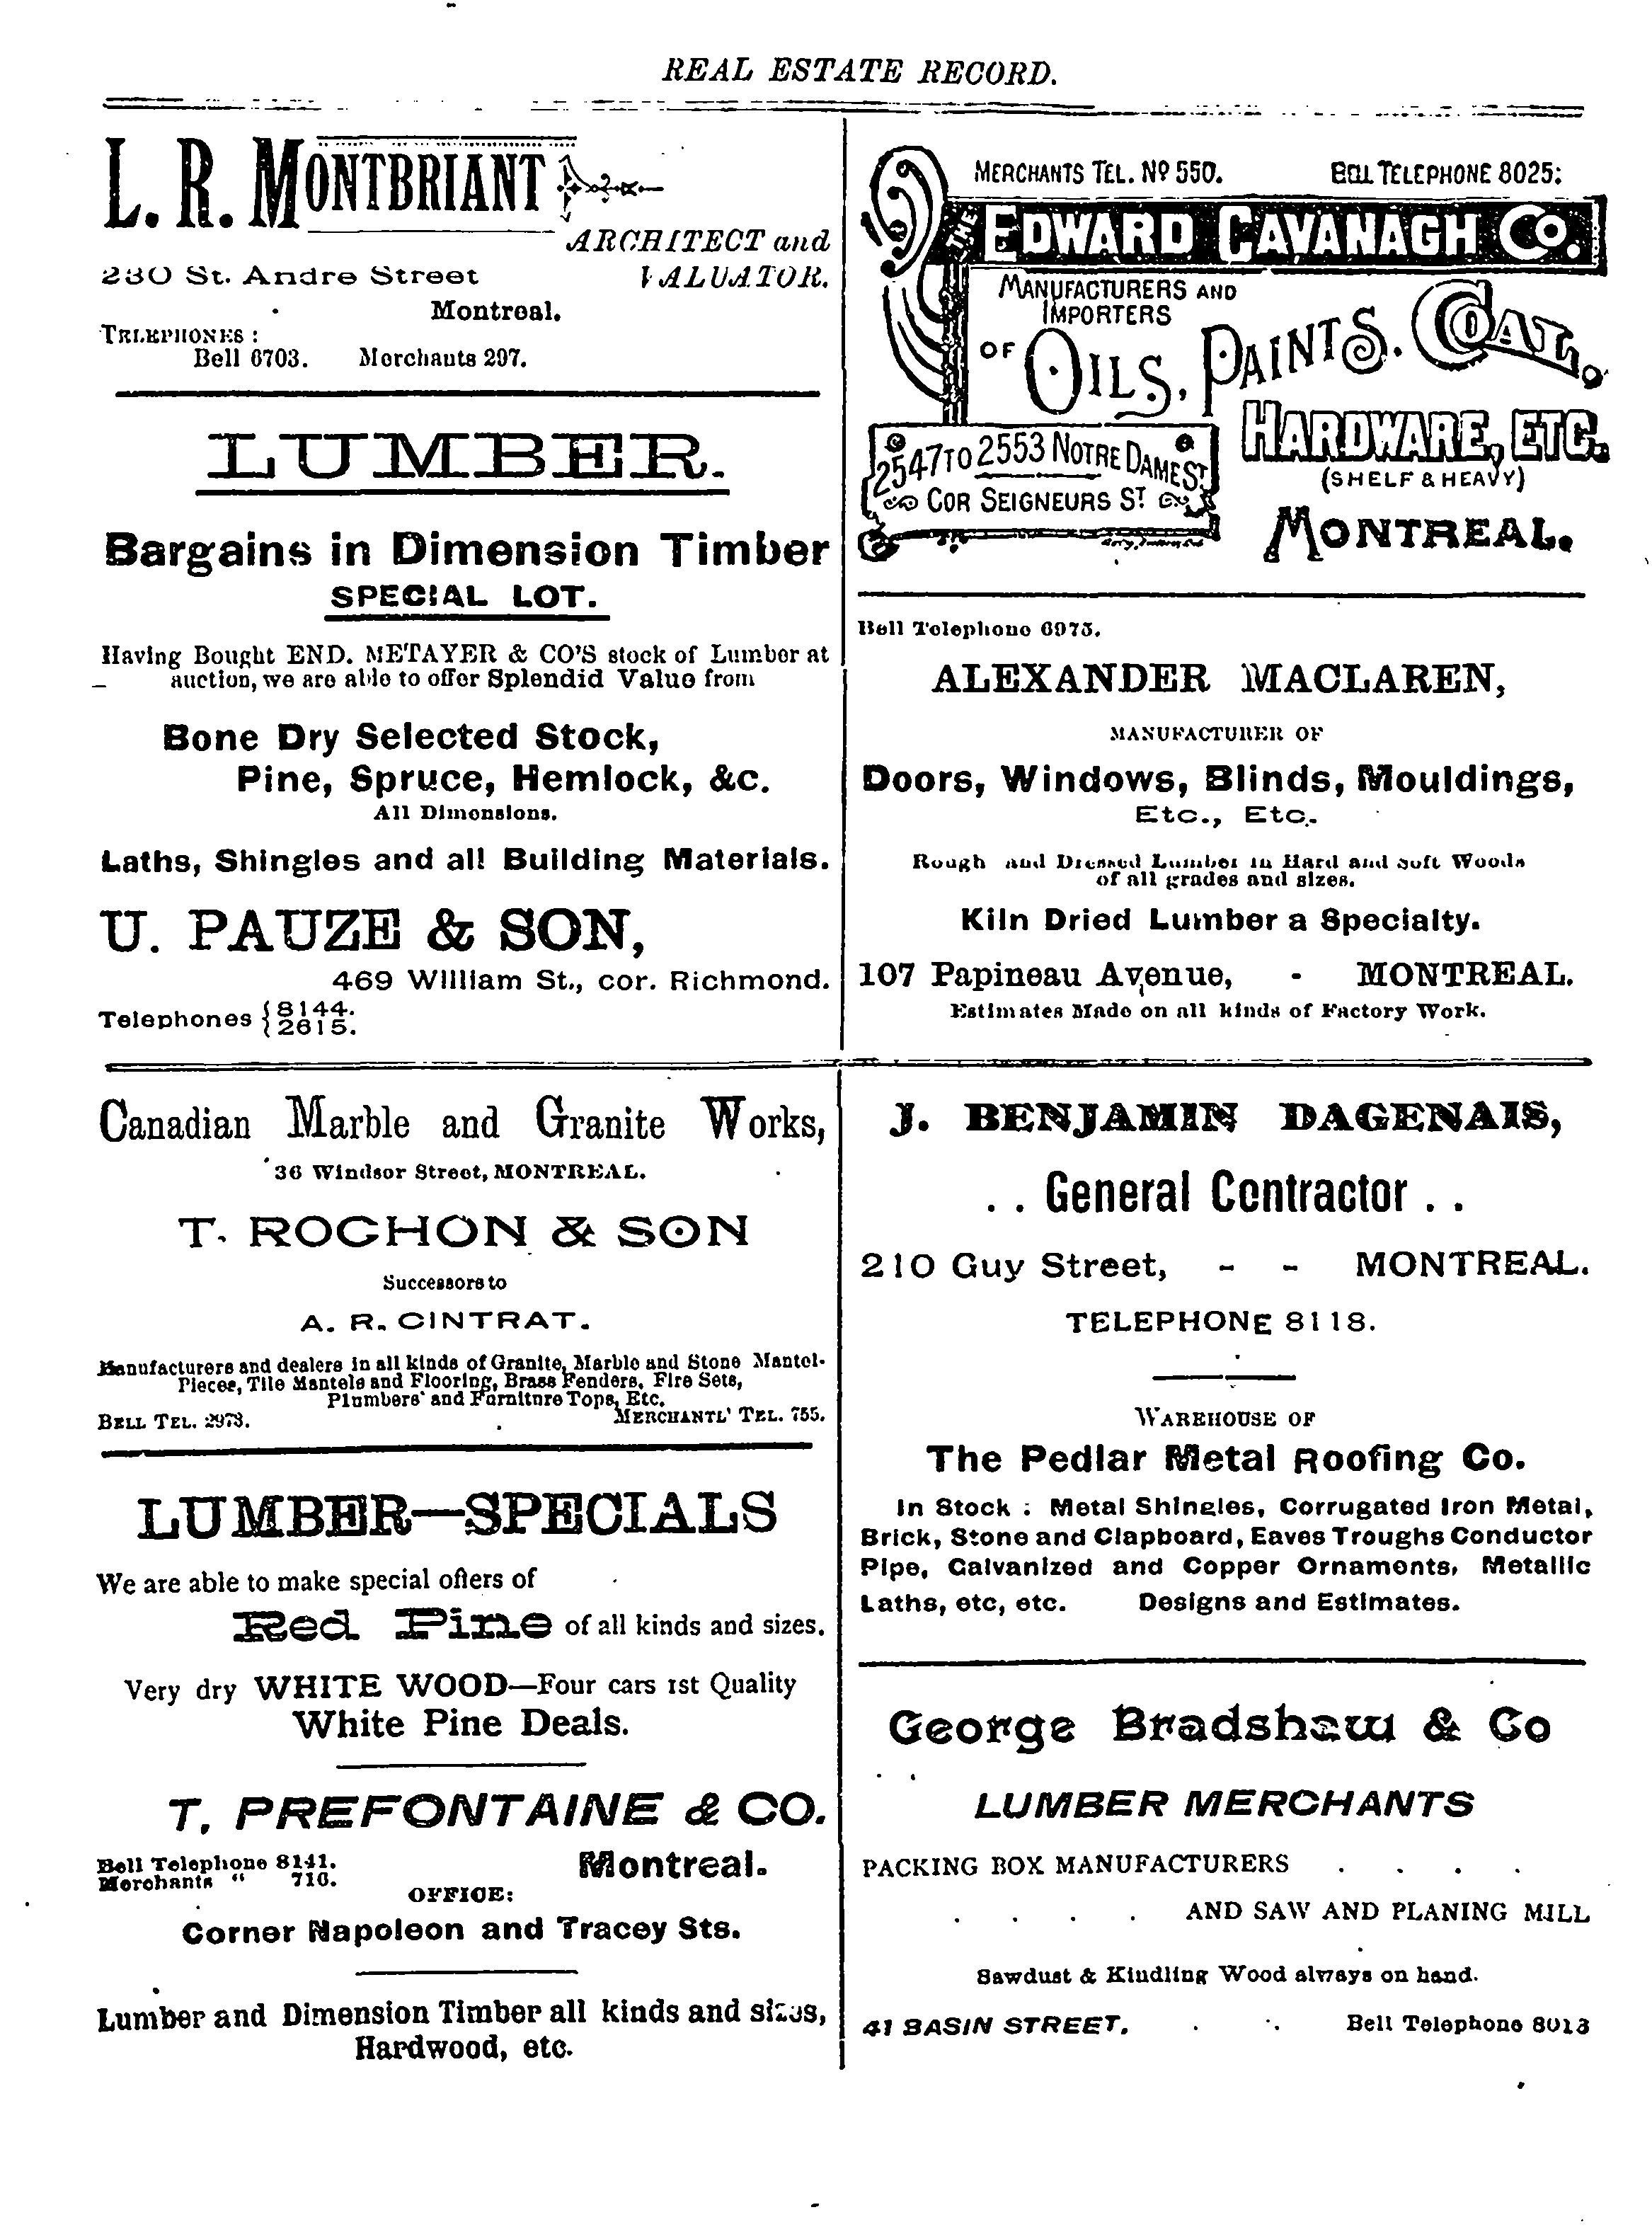 REAL ESTATE RECORD.
L. R. MONTBRIANT
ARCHITECT and
230 St. Andre Street VALUATOR.
Montreal.
TELEPHONES :
Bell 6703. Merchants 297.
LUMBER.
Bargains in Dimension Timber
SPECIAL LOT.
Having Bought END. METAYER & CO'S stock of Lumber at
auction, we are able to offer Splendid Value from
Bone Dry Selected Stock,
Pine, Spruce, Hemlock, &c.
All Dimensions.
Laths, Shingles and all Building Materials.
U. PAUZE & SON,
469 William St., cor. Richmond.
Telephones { 8144.
2615.
MERCHANTS TEL. No 550. BELL TELEPHONE 8025:
THE EDWARD CAVANAGH CO.
MANUFACTURERS AND
IMPORTERS
OF OILS, PAINTS. COAL,
HARDWARE, ETC.
(SHELF & HEAVY)
2547 TO 2553 NOTRE DAME ST
COR SEIGNEURS ST
MONTREAL.
Bell Telephone 6975.
ALEXANDER MACLAREN,
MANUFACTURER OF
Doors, Windows, Blinds, Mouldings,
Etc., Etc.
Rough and Dressed Lumber in Hard and Soft Woods
of all grades and sizes.
Kiln Dried Lumber a Specialty.
107 Papineau Avenue, - MONTREAL.
Estimates Made on all kinds of Factory Work.
Canadian Marble and Granite Works,
36 Windsor Street, MONTREAL.
T. ROCHON & SON
Successors to
A. R. CINTRAT.
Manufacturers and dealers in all kinds of Granite, Marble and Stone Mantel-
Pieces, Tile Mantels and Flooring, Brass Fenders, Fire Sets,
Plumbers' and Furniture Tops, Etc.
BELL TEL. 2973. MERCHANTL' TEL. 755.
LUMBER—SPECIALS
We are able to make special offers of
Red Pine of all kinds and sizes.
Very dry WHITE WOOD—Four cars 1st Quality
White Pine Deals.
T. PREFONTAINE & CO.
Bell Telephone 8141. Montreal.
Merchants " 716.
OFFICE:
Corner Napoleon and Tracey Sts.
Lumber and Dimension Timber all kinds and sizes,
Hardwood, etc.
J. BENJAMIN DAGENAIS,
. . General Contractor . .
210 Guy Street, - - MONTREAL.
TELEPHONE 8118.
WAREHOUSE OF
The Pedlar Metal Roofing Co.
In Stock : Metal Shingles, Corrugated Iron Metal,
Brick, Stone and Clapboard, Eaves Troughs Conductor
Pipe, Galvanized and Copper Ornaments, Metallic
Laths, etc, etc. Designs and Estimates.
George Bradshaw & Co
LUMBER MERCHANTS
PACKING BOX MANUFACTURERS . . . .
. . . . AND SAW AND PLANING MILL
Sawdust & Kindling Wood always on hand.
41 BASIN STREET. . . Bell Telephone 8013